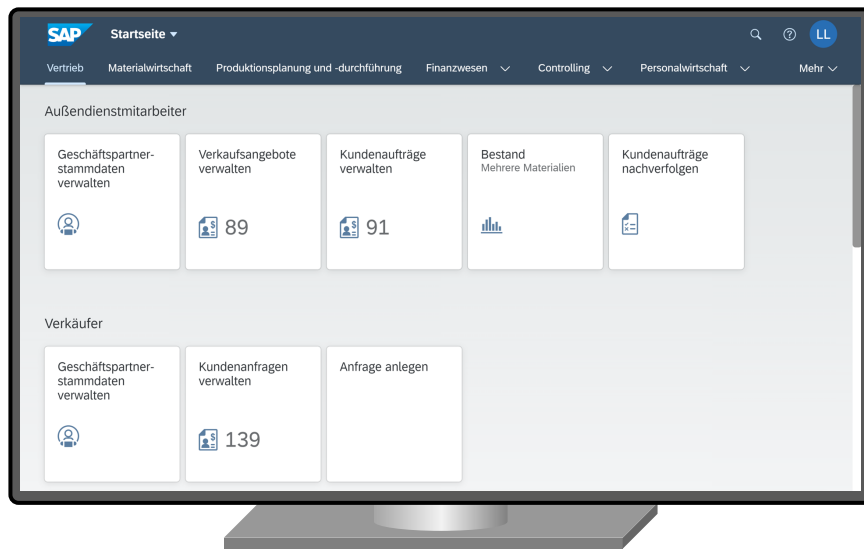 SAP Startseite LL
Vertrieb Materialwirtschaft Produktionsplanung und -durchführung Finanzwesen Controlling Personalwirtschaft Mehr
Außendienstmitarbeiter
Geschäftspartner-
stammdaten
verwalten
Verkaufsangebote
verwalten
89
Kundenaufträge
verwalten
91
Bestand
Mehrere Materialien
Kundenaufträge
nachverfolgen
Verkäufer
Geschäftspartner-
stammdaten
verwalten
Kundenanfragen
verwalten
139
Anfrage anlegen